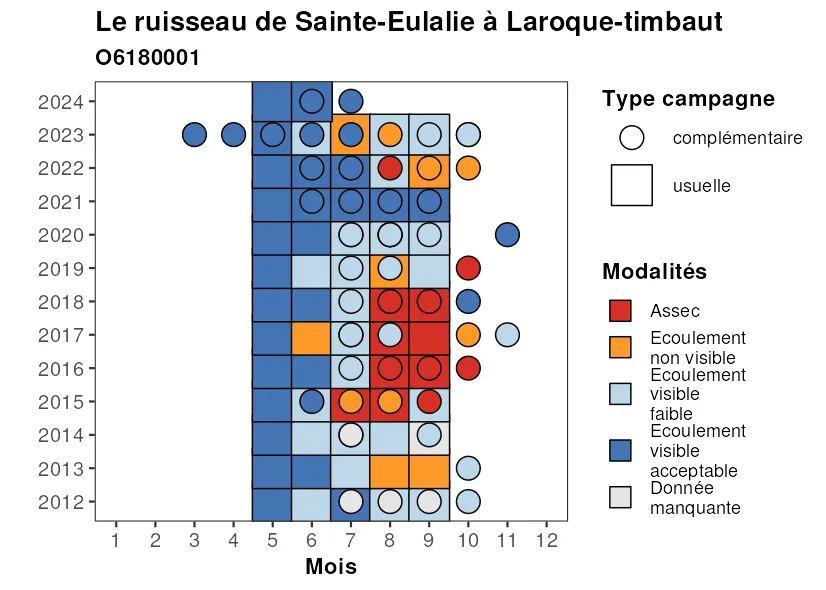 Le ruisseau de Sainte-Eulalie à Laroque-timbaut
O6180001
2024
2023
2022
2021
2020
2019
2018
2017
2016
2015
2014
2013
2012
1 2 3 4 5 6 7 8 9 10 11 12
Mois
Type campagne
complémentaire
usuelle
Modalités
Assec
Ecoulement
non visible
Ecoulement
visible
faible
Ecoulement
visible
acceptable
Donnée
manquante